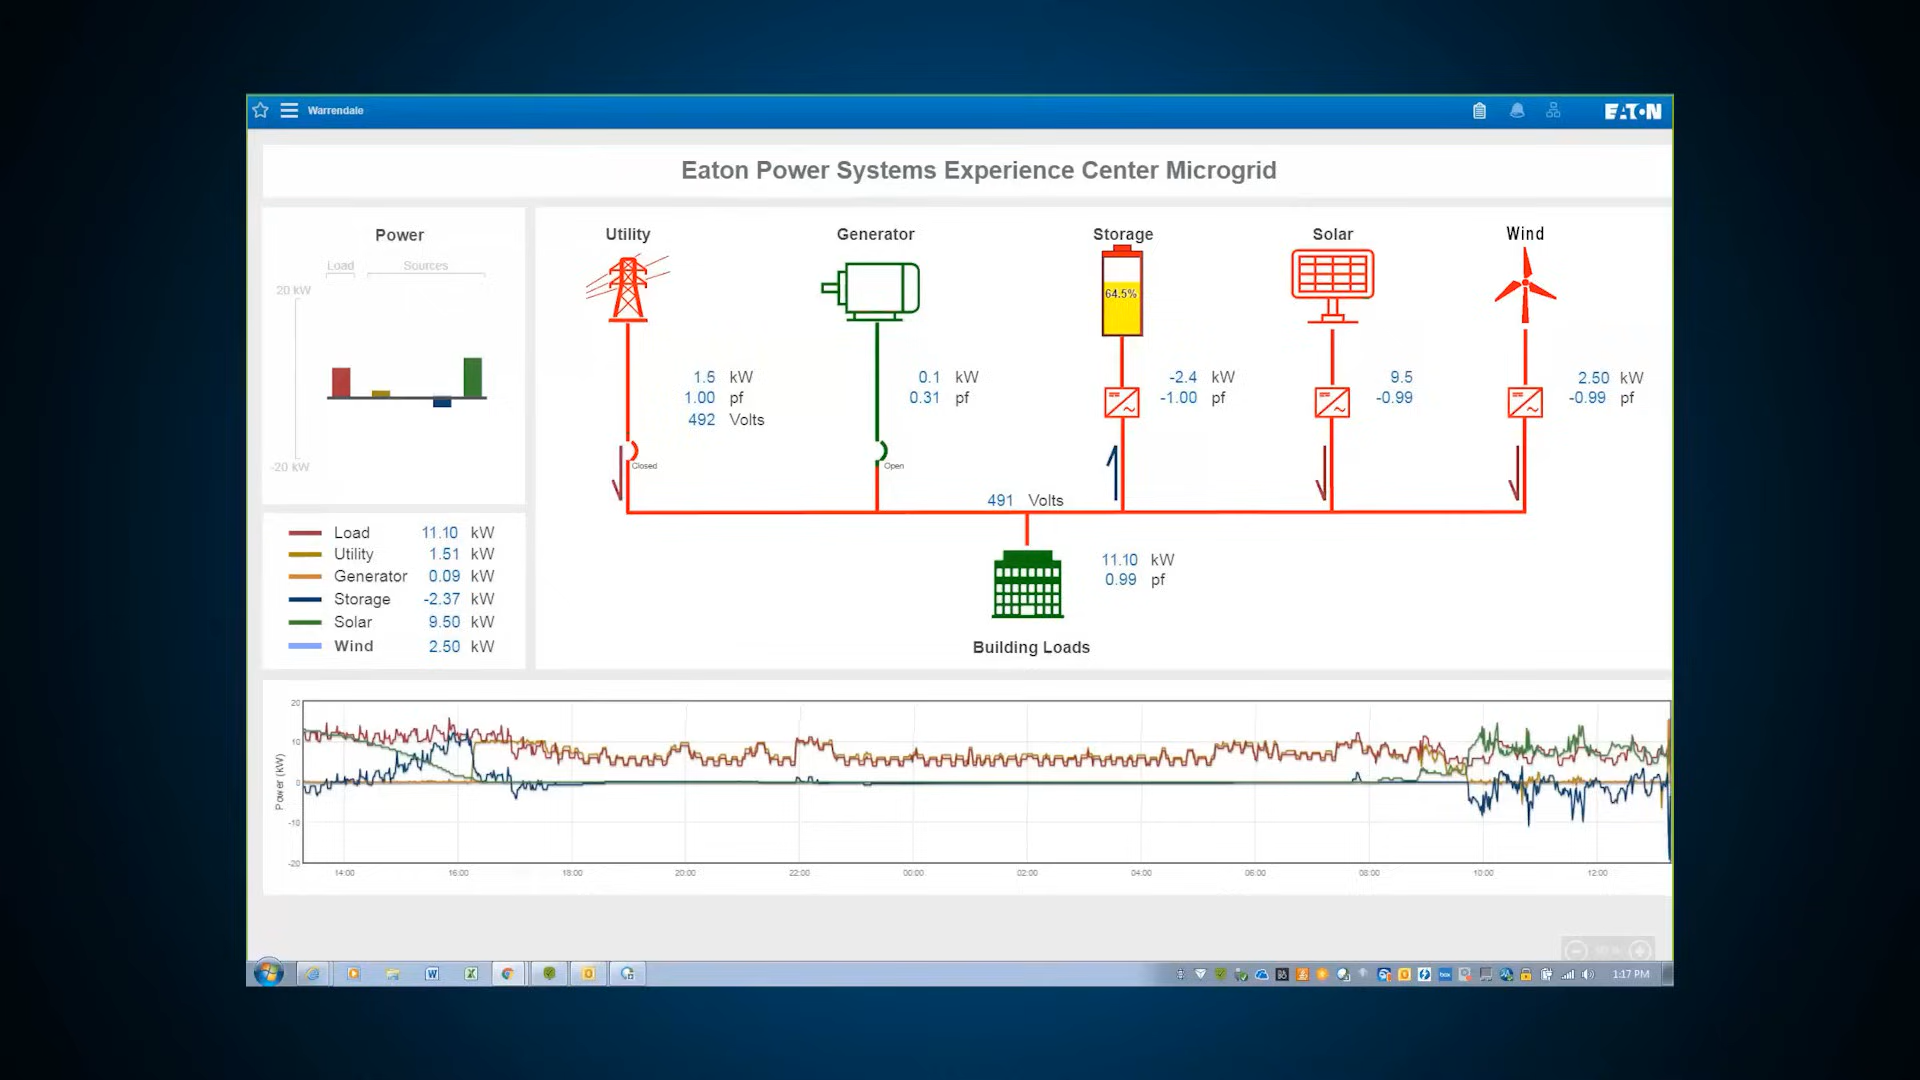 Warrendale
EATON
Eaton Power Systems Experience Center Microgrid
Power
Load Sources
20 kW
-20 kW
Load 11.10 kW
Utility 1.51 kW
Generator 0.09 kW
Storage -2.37 kW
Solar 9.50 kW
Wind 2.50 kW
Utility Generator Storage Solar Wind
64.5%
1.5 kW
1.00 pf
492 Volts
Closed
0.1 kW
0.31 pf
Open
-2.4 kW
-1.00 pf
9.5
-0.99
2.50 kW
-0.99 pf
491 Volts
11.10 kW
0.99 pf
Building Loads
Power (kW)
20
10
0
-10
-20
14:00 16:00 18:00 20:00 22:00 00:00 02:00 04:00 06:00 08:00 10:00 12:00
1:17 PM